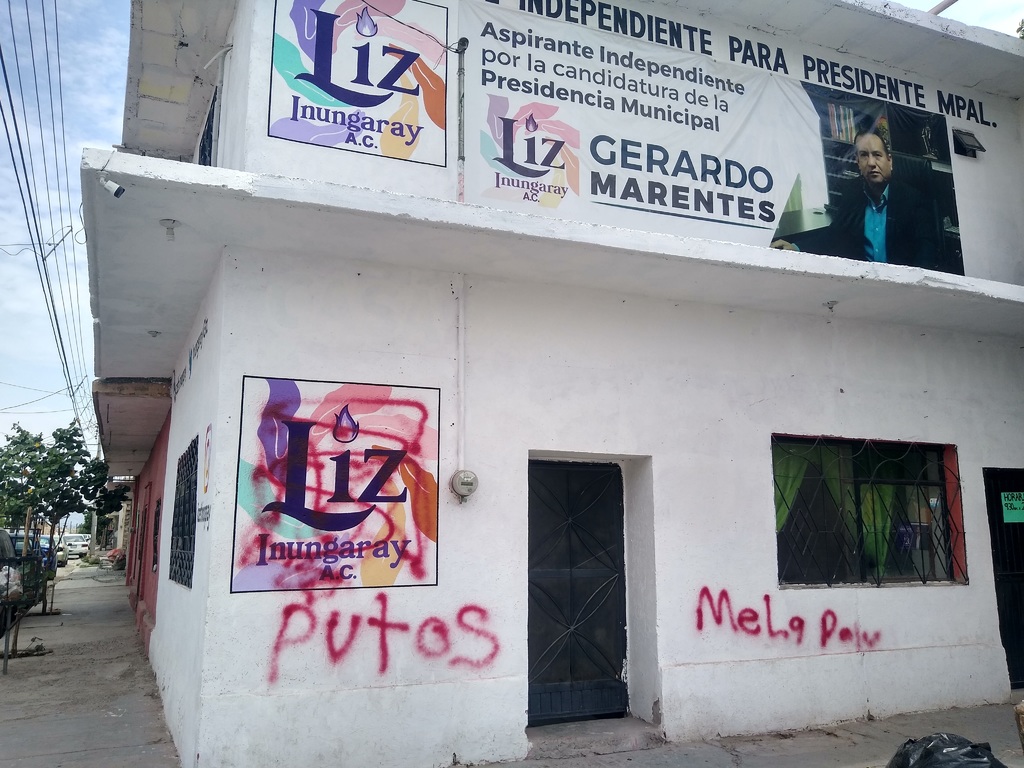 INDEPENDIENTE PARA PRESIDENTE MPAL.
Liz
Inungaray
A.C.
Aspirante Independiente
por la candidatura de la
Presidencia Municipal
Liz
Inungaray
A.C.
GERARDO
MARENTES
Liz
Inungaray
A.C.
Putos
MeLa
HORAR